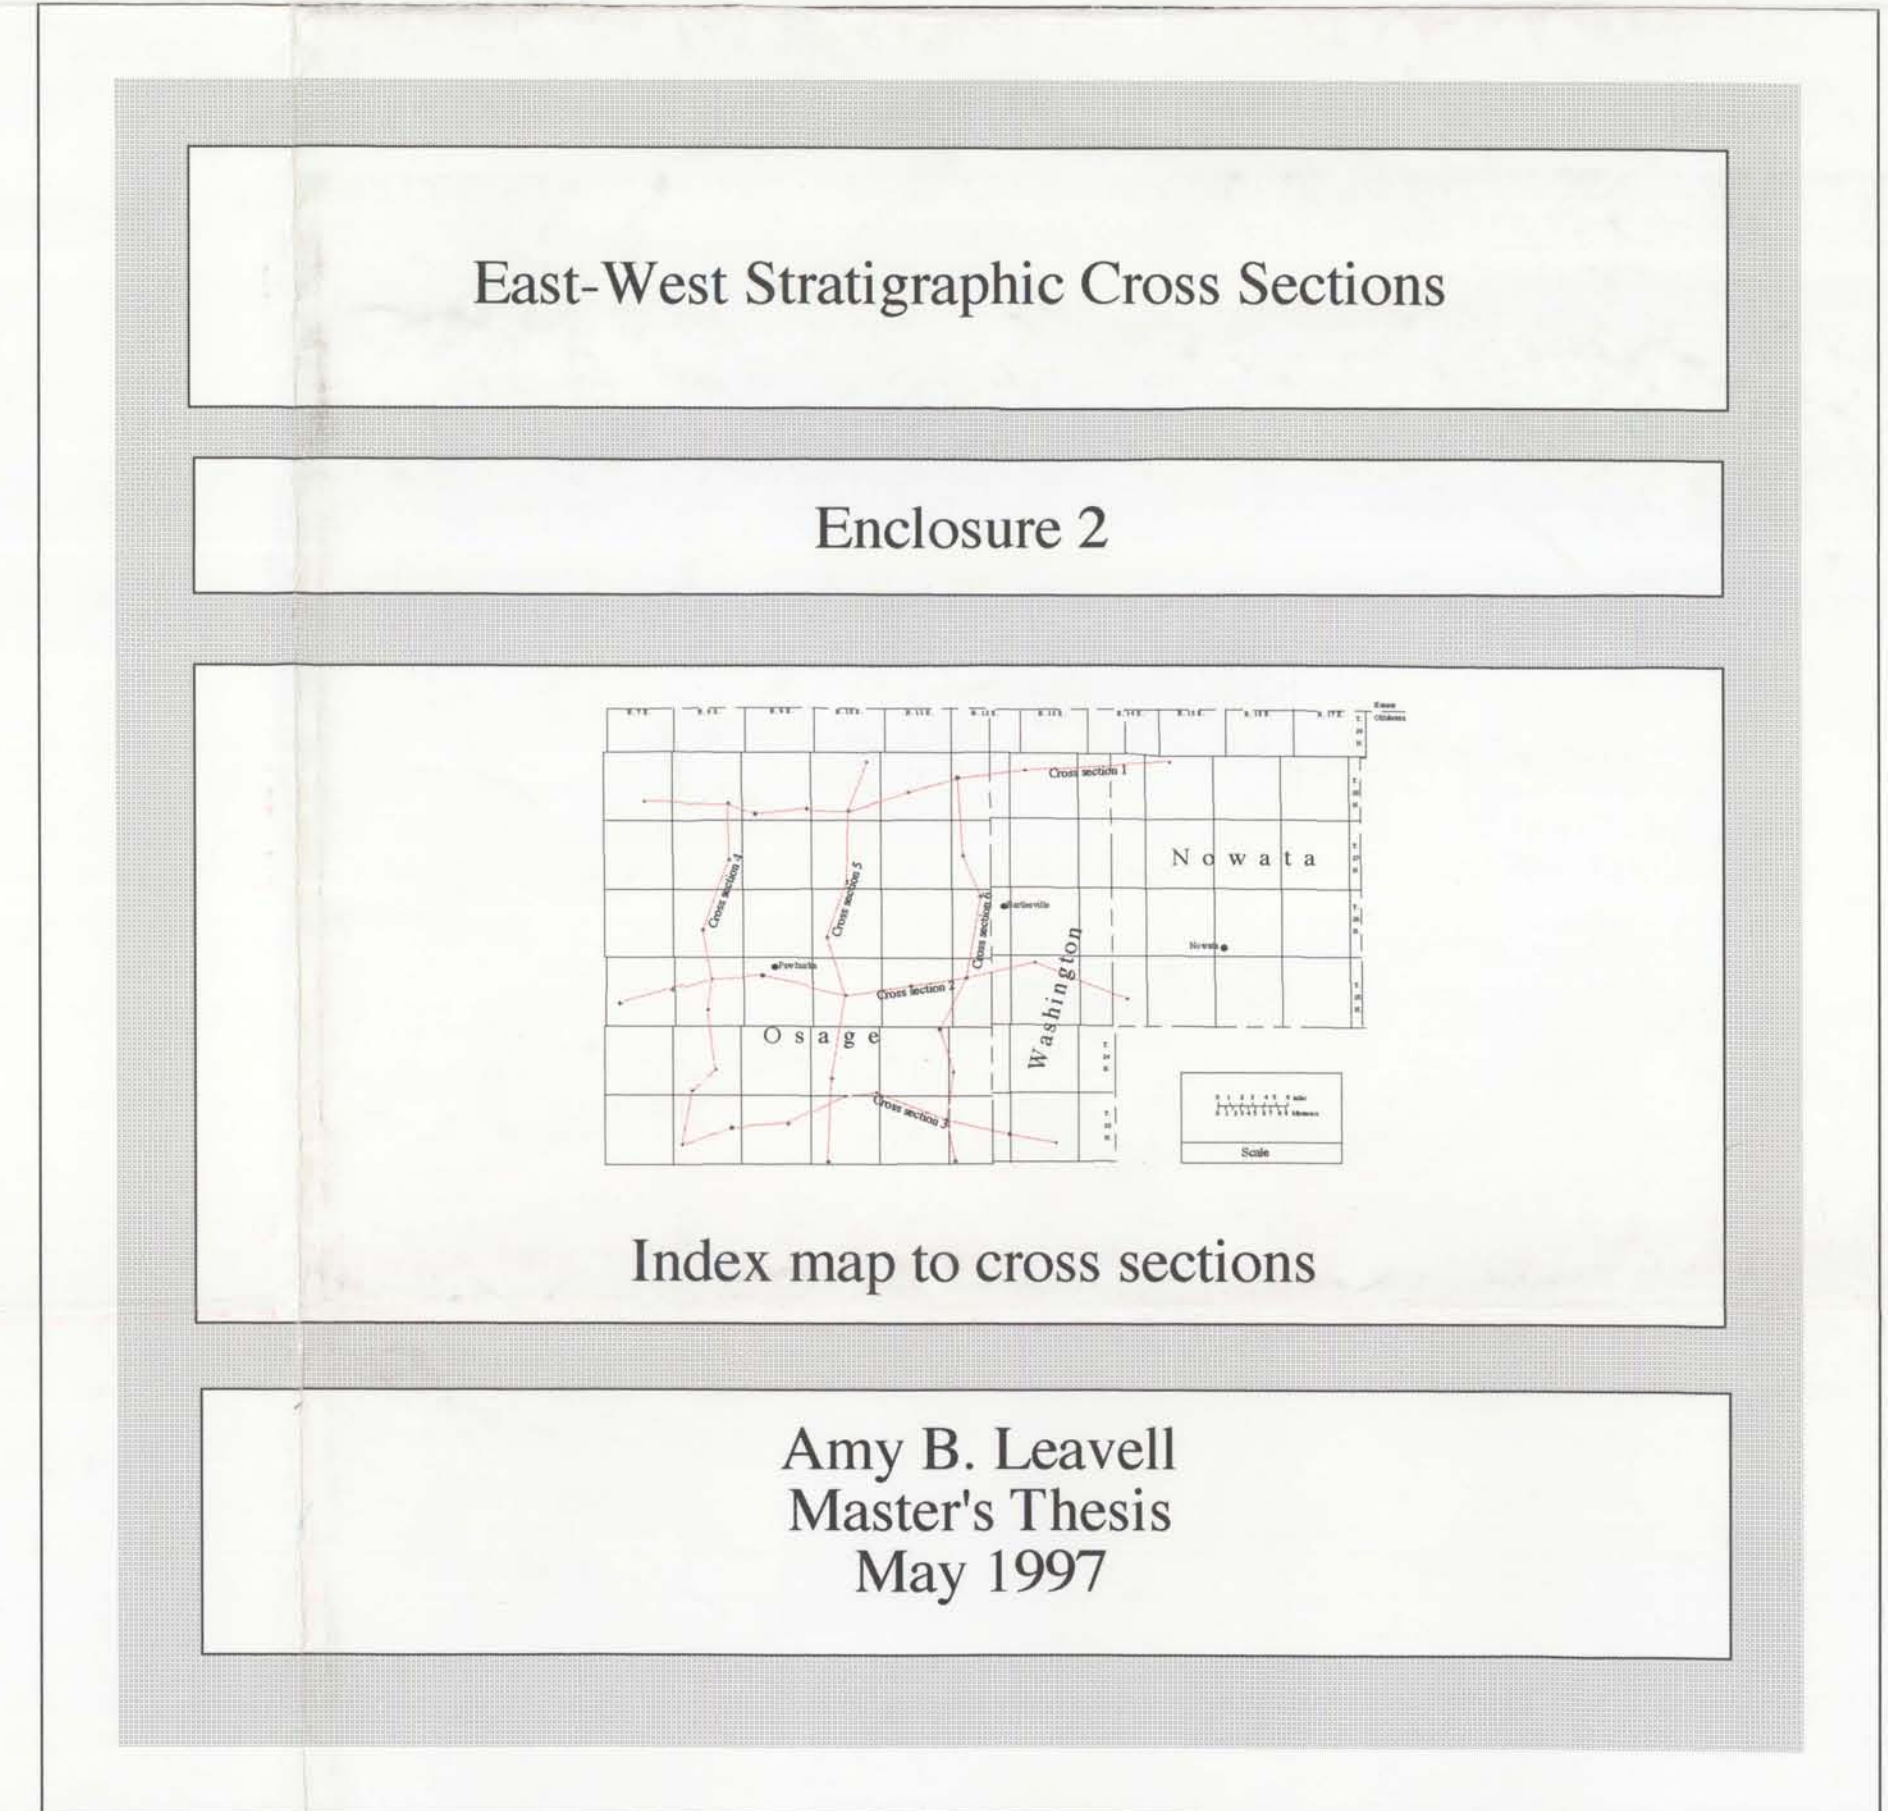 East-West Stratigraphic Cross Sections
Enclosure 2
Kansas
Oklahoma
Cross section 1
Nowata
Cross section 4
Cross section 5
Cross section 6
Bartlesville
Nowata
Pawhuska
Cross section 2
Washington
Osage
Cross section 3
Scale
Index map to cross sections
Amy B. Leavell
Master's Thesis
May 1997